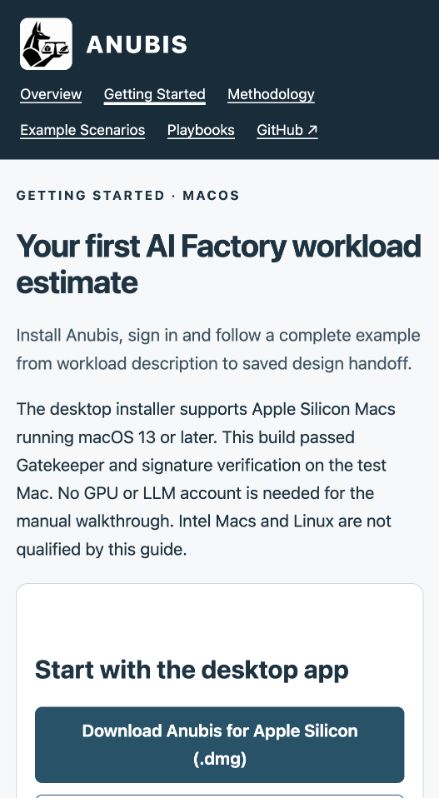 ANUBIS
Overview Getting Started Methodology
Example Scenarios Playbooks GitHub ↗
GETTING STARTED · MACOS
Your first AI Factory workload
estimate
Install Anubis, sign in and follow a complete example
from workload description to saved design handoff.
The desktop installer supports Apple Silicon Macs
running macOS 13 or later. This build passed
Gatekeeper and signature verification on the test
Mac. No GPU or LLM account is needed for the
manual walkthrough. Intel Macs and Linux are not
qualified by this guide.
Start with the desktop app
Download Anubis for Apple Silicon
(.dmg)